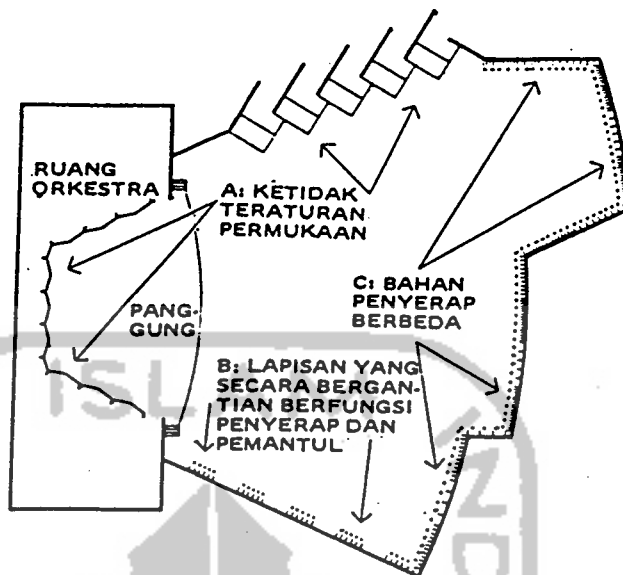 RUANG
ORKESTRA
A: KETIDAK
TERATURAN
PERMUKAAN
PANG-
GUNG
C: BAHAN
PENYERAP
BERBEDA
B: LAPISAN YANG
SECARA BERGAN-
TIAN BERFUNGSI
PENYERAP DAN
PEMANTUL
ISLAM